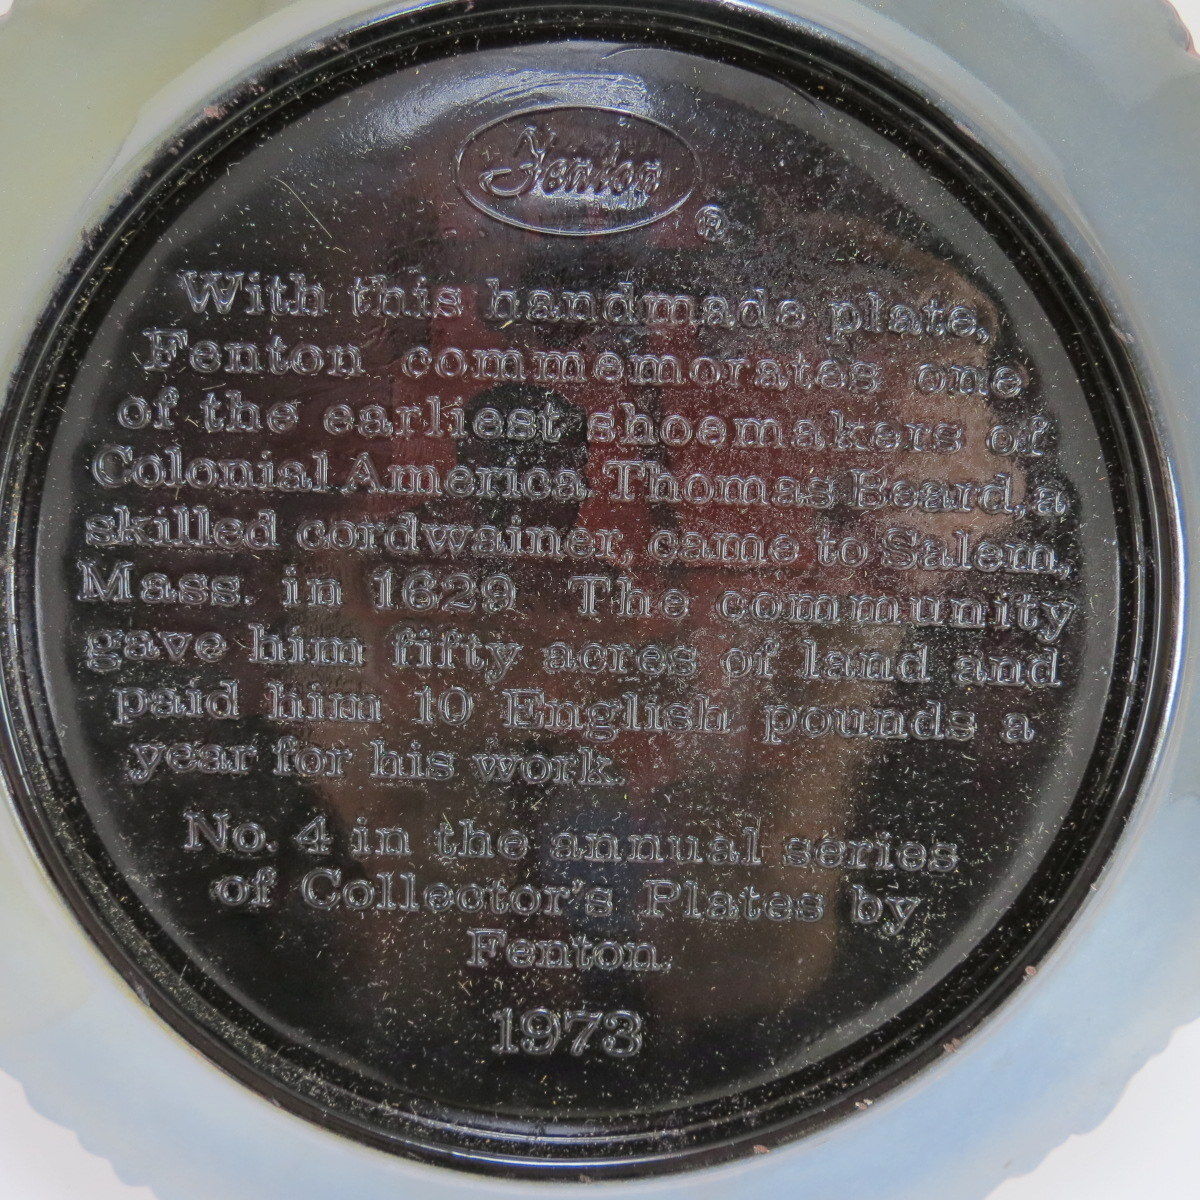 Fenton
®
With this handmade plate,
Fenton commemorates one
of the earliest shoemakers of
Colonial America. Thomas Beard, a
skilled cordwainer, came to Salem,
Mass. in 1629. The community
gave him fifty acres of land and
paid him 10 English pounds a
year for his work.
No. 4 in the annual series
of Collector's Plates by
Fenton.
1973